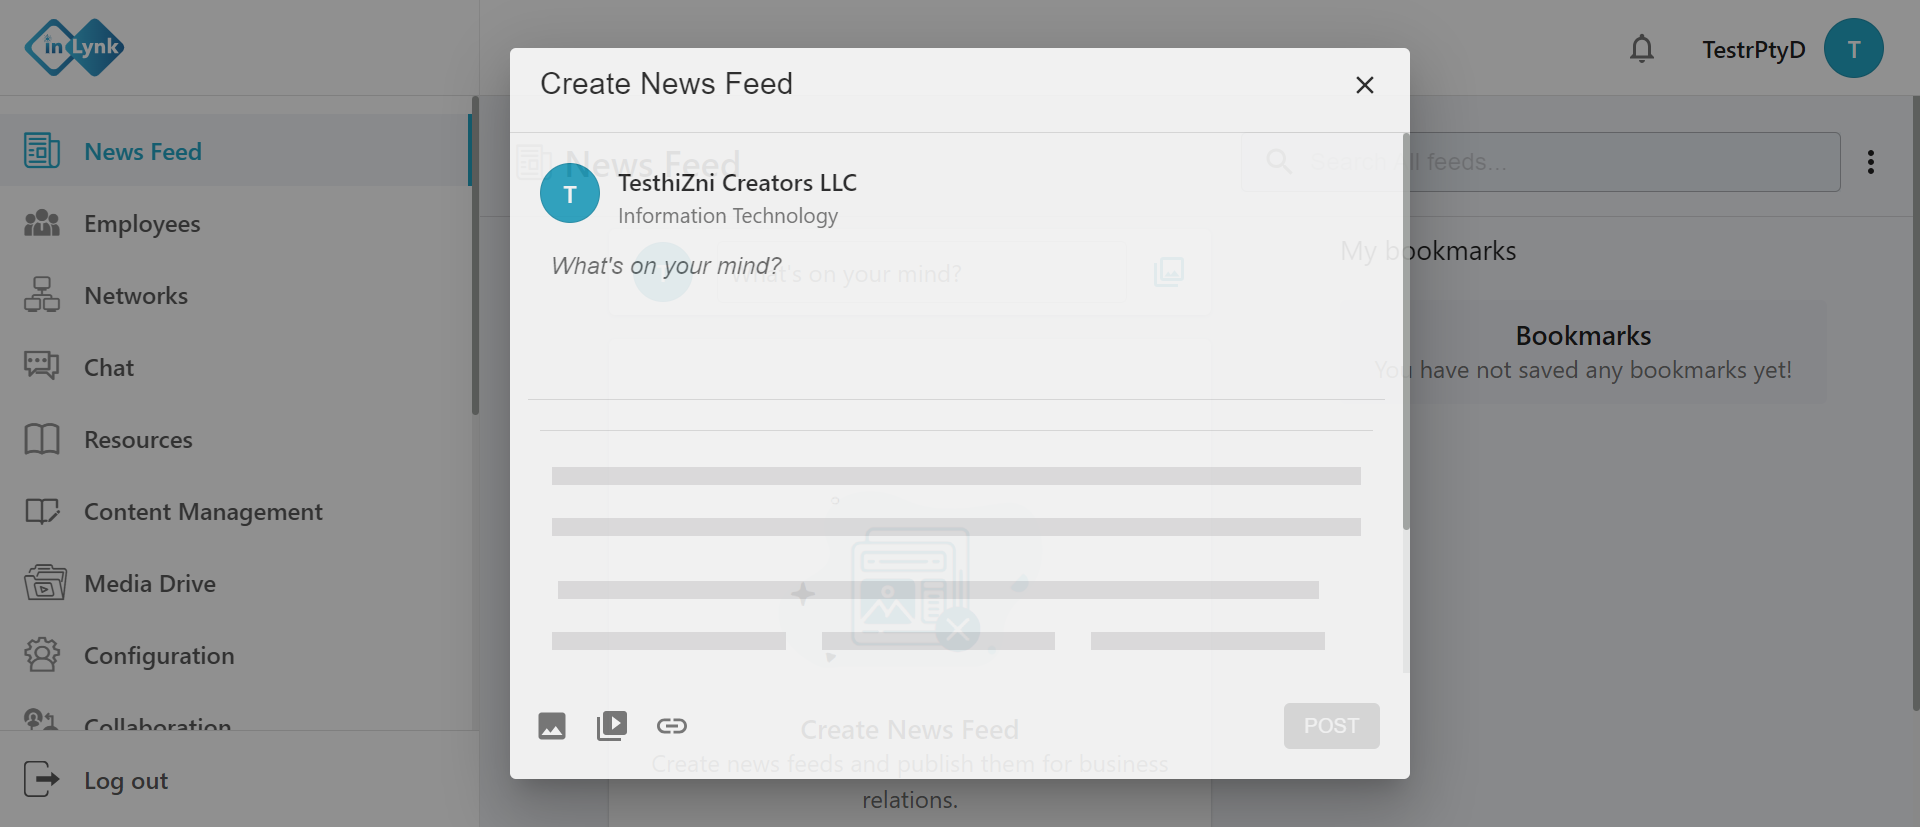 in Lynk
TestrPtyD
T
Create News Feed
News Feed
Employees
Networks
Chat
Resources
Content Management
Media Drive
Configuration
Collaboration
Log out
News Feed
Search all feeds...
T
TesthiZni Creators LLC
Information Technology
What's on your mind?
What's on your mind?
My bookmarks
Bookmarks
You have not saved any bookmarks yet!
POST
Create News Feed
Create news feeds and publish them for business
relations.